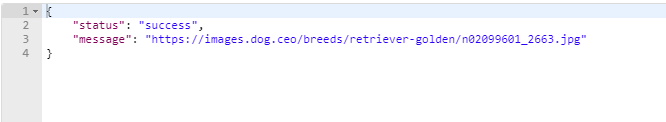 1 {
2 "status": "success",
3 "message": "https://images.dog.ceo/breeds/retriever-golden/n02099601_2663.jpg"
4 }